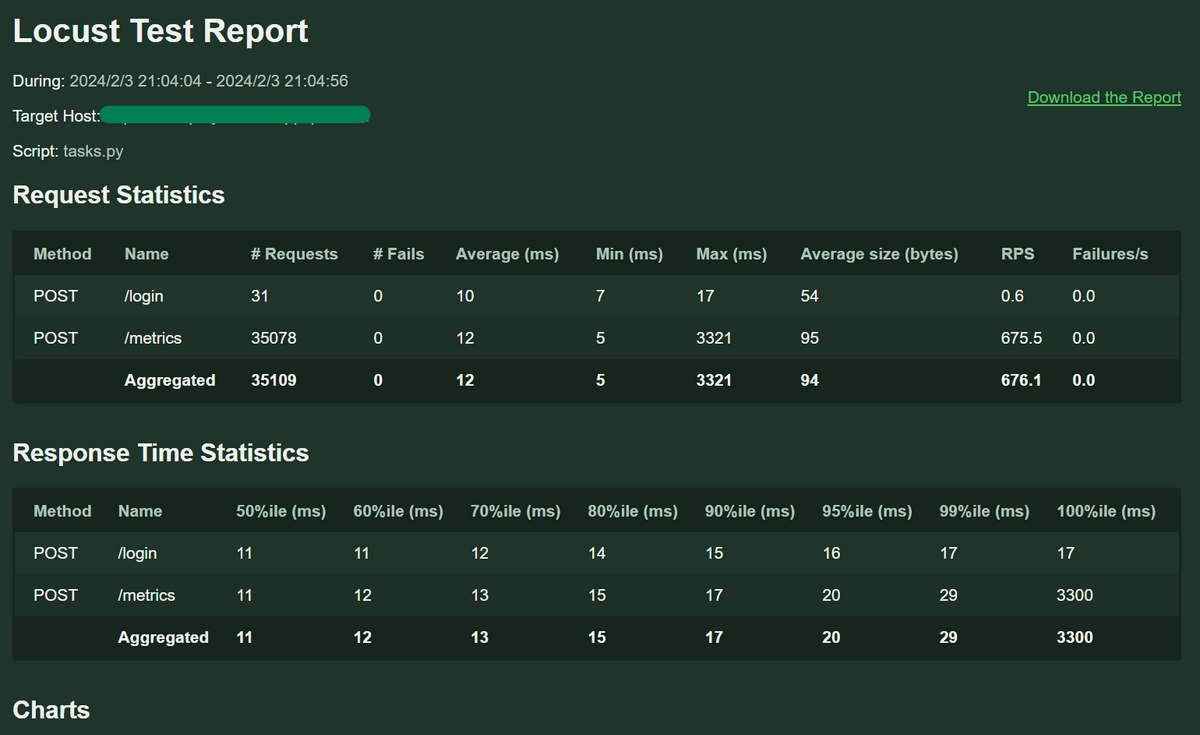 Locust Test Report
During: 2024/2/3 21:04:04 - 2024/2/3 21:04:56
Target Host:
Download the Report
Script: tasks.py
Request Statistics
Method Name # Requests # Fails Average (ms) Min (ms) Max (ms) Average size (bytes) RPS Failures/s
POST /login 31 0 10 7 17 54 0.6 0.0
POST /metrics 35078 0 12 5 3321 95 675.5 0.0
Aggregated 35109 0 12 5 3321 94 676.1 0.0
Response Time Statistics
Method Name 50%ile (ms) 60%ile (ms) 70%ile (ms) 80%ile (ms) 90%ile (ms) 95%ile (ms) 99%ile (ms) 100%ile (ms)
POST /login 11 11 12 14 15 16 17 17
POST /metrics 11 12 13 15 17 20 29 3300
Aggregated 11 12 13 15 17 20 29 3300
Charts